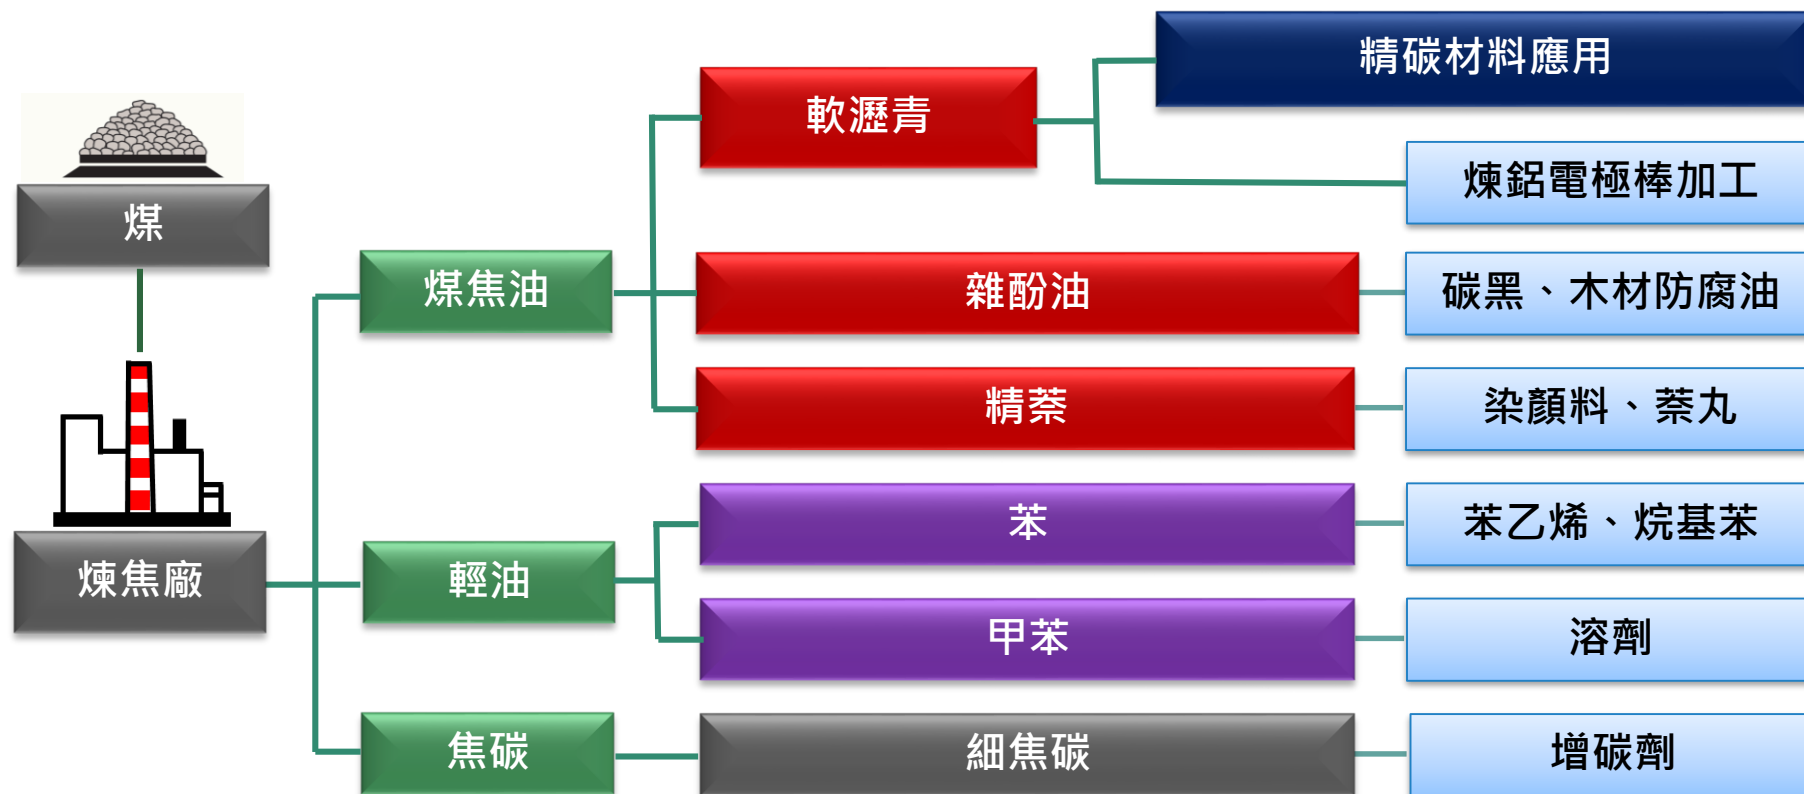 煤
煉焦廠
煤焦油
輕油
焦碳
軟瀝青
雜酚油
精萘
苯
甲苯
細焦碳
精碳材料應用
煉鋁電極棒加工
碳黑、木材防腐油
染顏料、萘丸
苯乙烯、烷基苯
溶劑
增碳劑